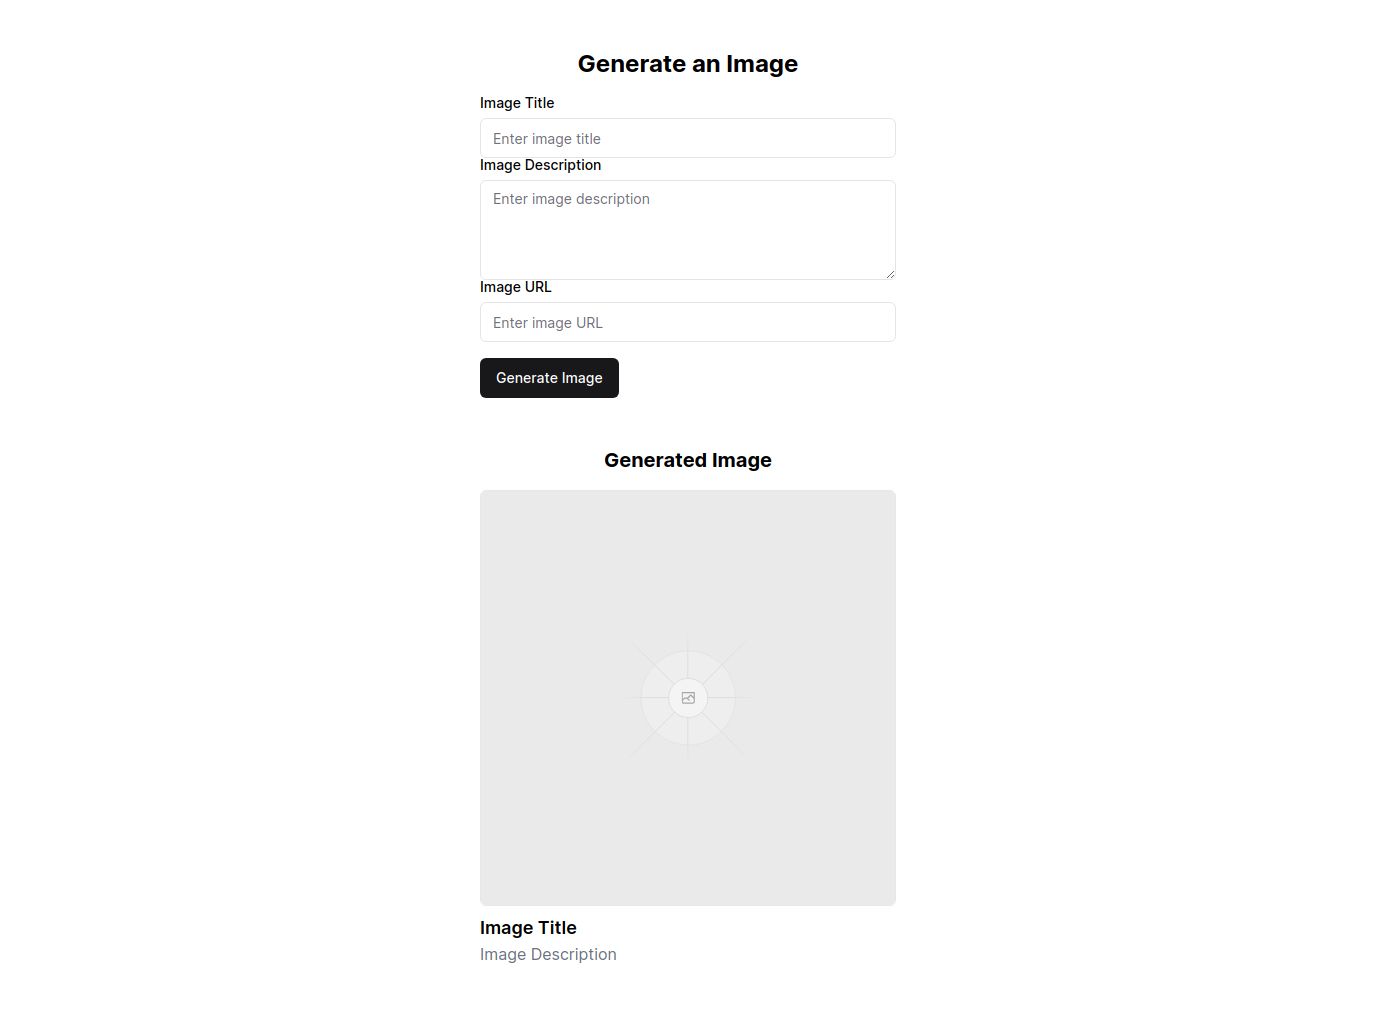 Generate an Image
Image Title
Enter image title
Image Description
Enter image description
Image URL
Enter image URL
Generate Image
Generated Image
Image Title
Image Description